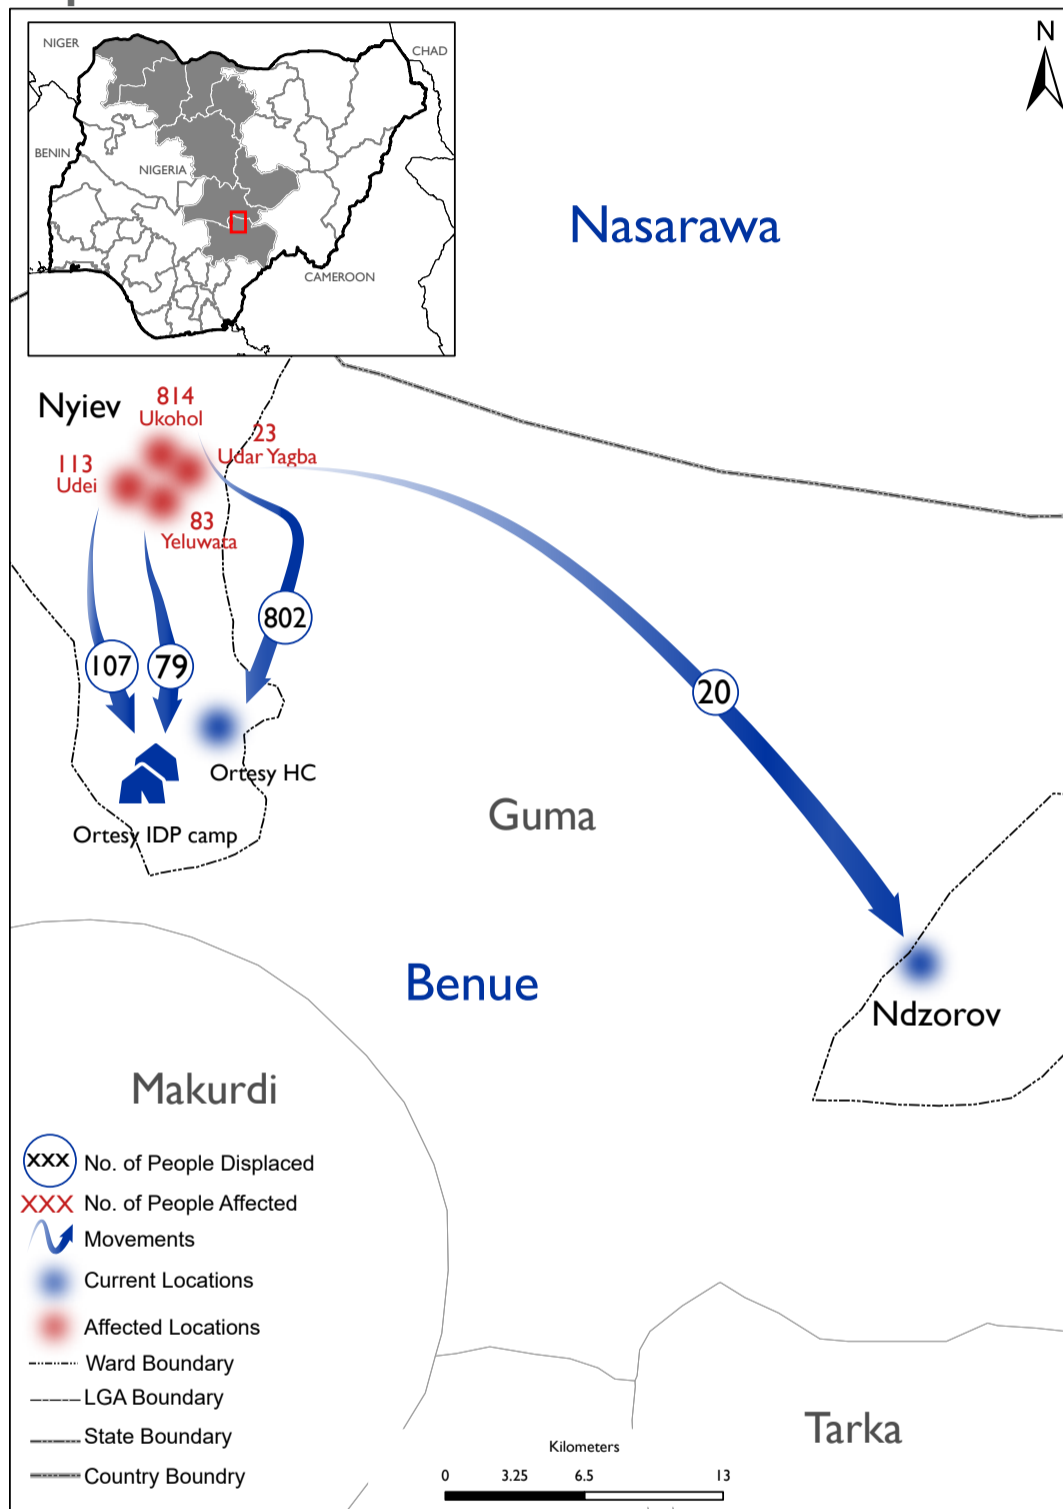 NIGER
CHAD
BENIN
NIGERIA
CAMEROON
N
Nasarawa
Nyiev
814
Ukohol
23
Udar Yagba
113
Udei
83
Yeluwata
802
107
79
20
Ortesy HC
Ortesy IDP camp
Guma
Benue
Ndzorov
Makurdi
XXX No. of People Displaced
XXX No. of People Affected
Movements
Current Locations
Affected Locations
Ward Boundary
LGA Boundary
State Boundary
Country Boundry
Tarka
Kilometers
0 3.25 6.5 13